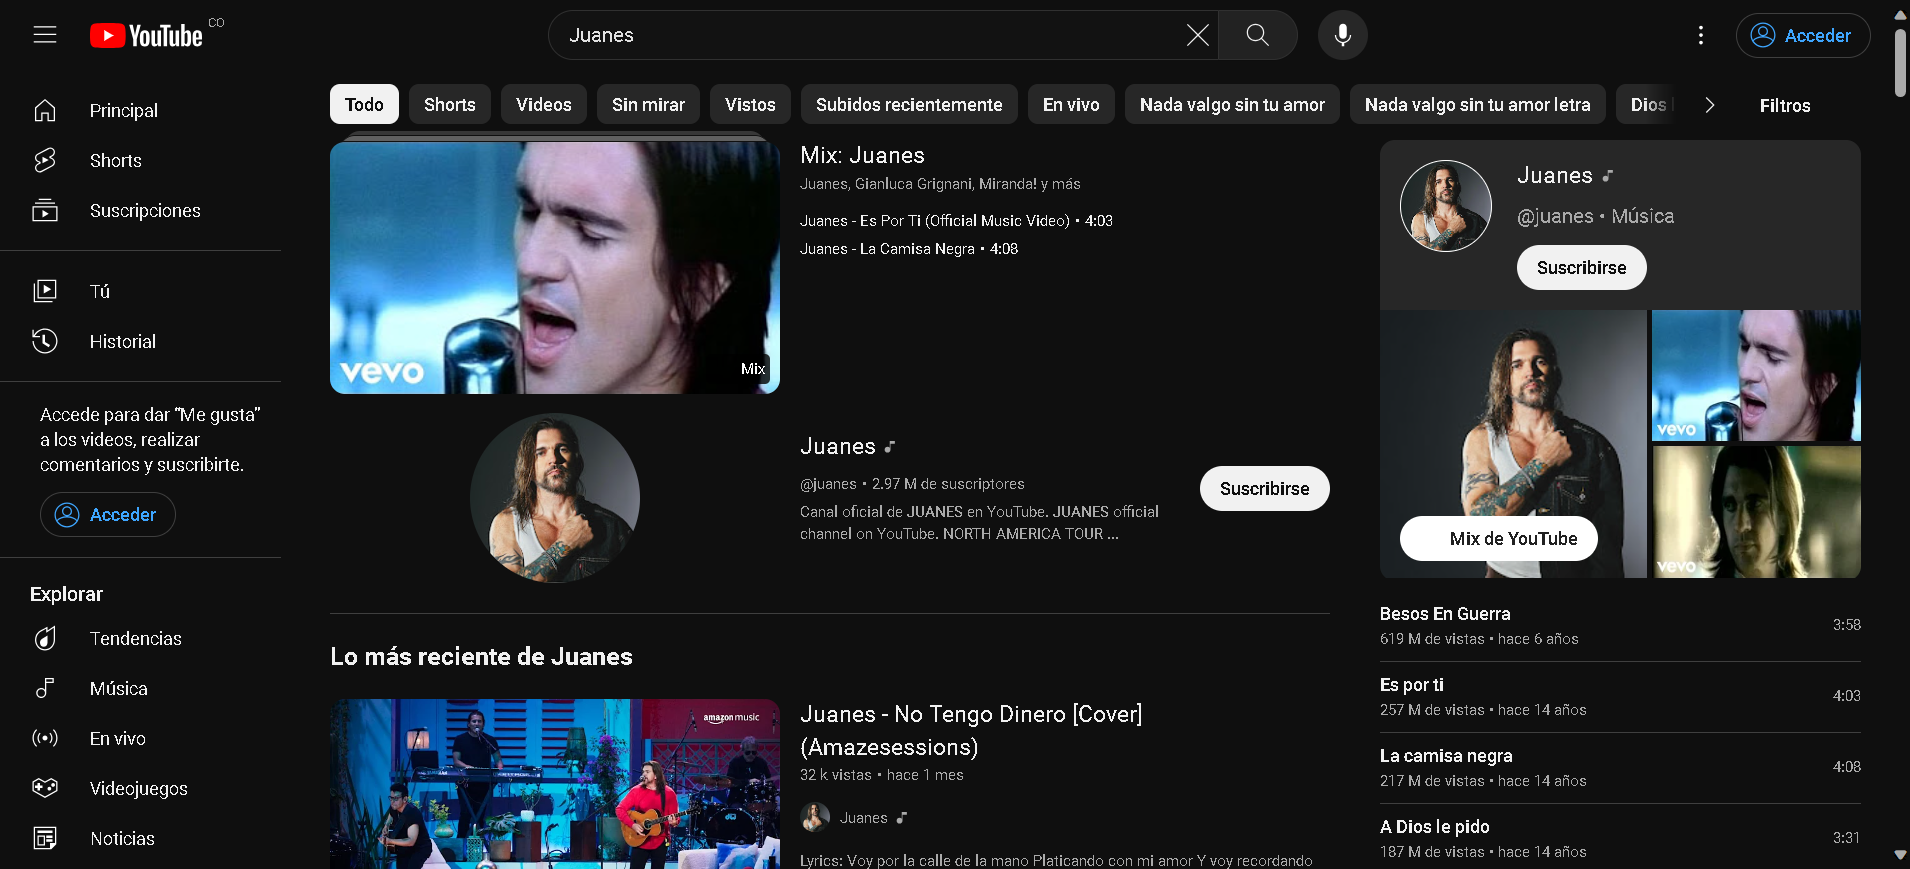 YouTube CO
Juanes
Acceder
Principal
Shorts
Suscripciones
Tú
Historial
Accede para dar “Me gusta”
a los videos, realizar
comentarios y suscribirte.
Acceder
Explorar
Tendencias
Música
En vivo
Videojuegos
Noticias
Todo
Shorts
Videos
Sin mirar
Vistos
Subidos recientemente
En vivo
Nada valgo sin tu amor
Nada valgo sin tu amor letra
Dios
Filtros
vevo
Mix
Mix: Juanes
Juanes, Gianluca Grignani, Miranda! y más
Juanes - Es Por Ti (Official Music Video) • 4:03
Juanes - La Camisa Negra • 4:08
Juanes
@juanes • 2.97 M de suscriptores
Canal oficial de JUANES en YouTube. JUANES official
channel on YouTube. NORTH AMERICA TOUR ...
Suscribirse
Lo más reciente de Juanes
amazon music
Juanes - No Tengo Dinero [Cover]
(Amazesessions)
32 k vistas • hace 1 mes
Juanes
Lyrics: Voy por la calle de la mano Platicando con mi amor Y voy recordando
Juanes
@juanes • Música
Suscribirse
vevo
vevo
Mix de YouTube
Besos En Guerra
619 M de vistas • hace 6 años
3:58
Es por ti
257 M de vistas • hace 14 años
4:03
La camisa negra
217 M de vistas • hace 14 años
4:08
A Dios le pido
187 M de vistas • hace 14 años
3:31